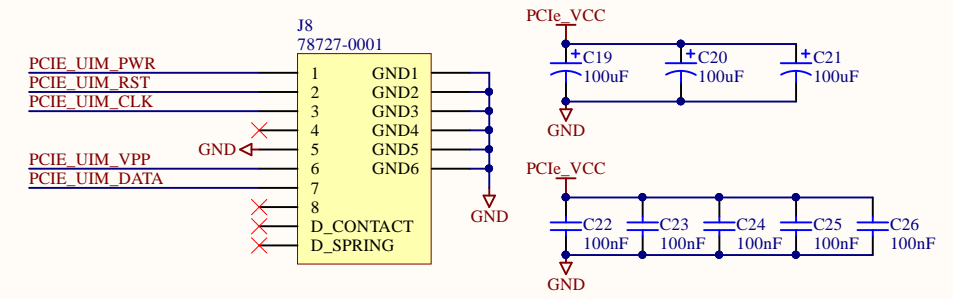 J8
78727-0001
PCIE_UIM_PWR
PCIE_UIM_RST
PCIE_UIM_CLK
GND
PCIE_UIM_VPP
PCIE_UIM_DATA
1 GND1
2 GND2
3 GND3
4 GND4
5 GND5
6 GND6
7
8
D_CONTACT
D_SPRING
GND
PCIe_VCC
+ C19
100uF
+ C20
100uF
+ C21
100uF
GND
PCIe_VCC
C22
100nF
C23
100nF
C24
100nF
C25
100nF
C26
100nF
GND